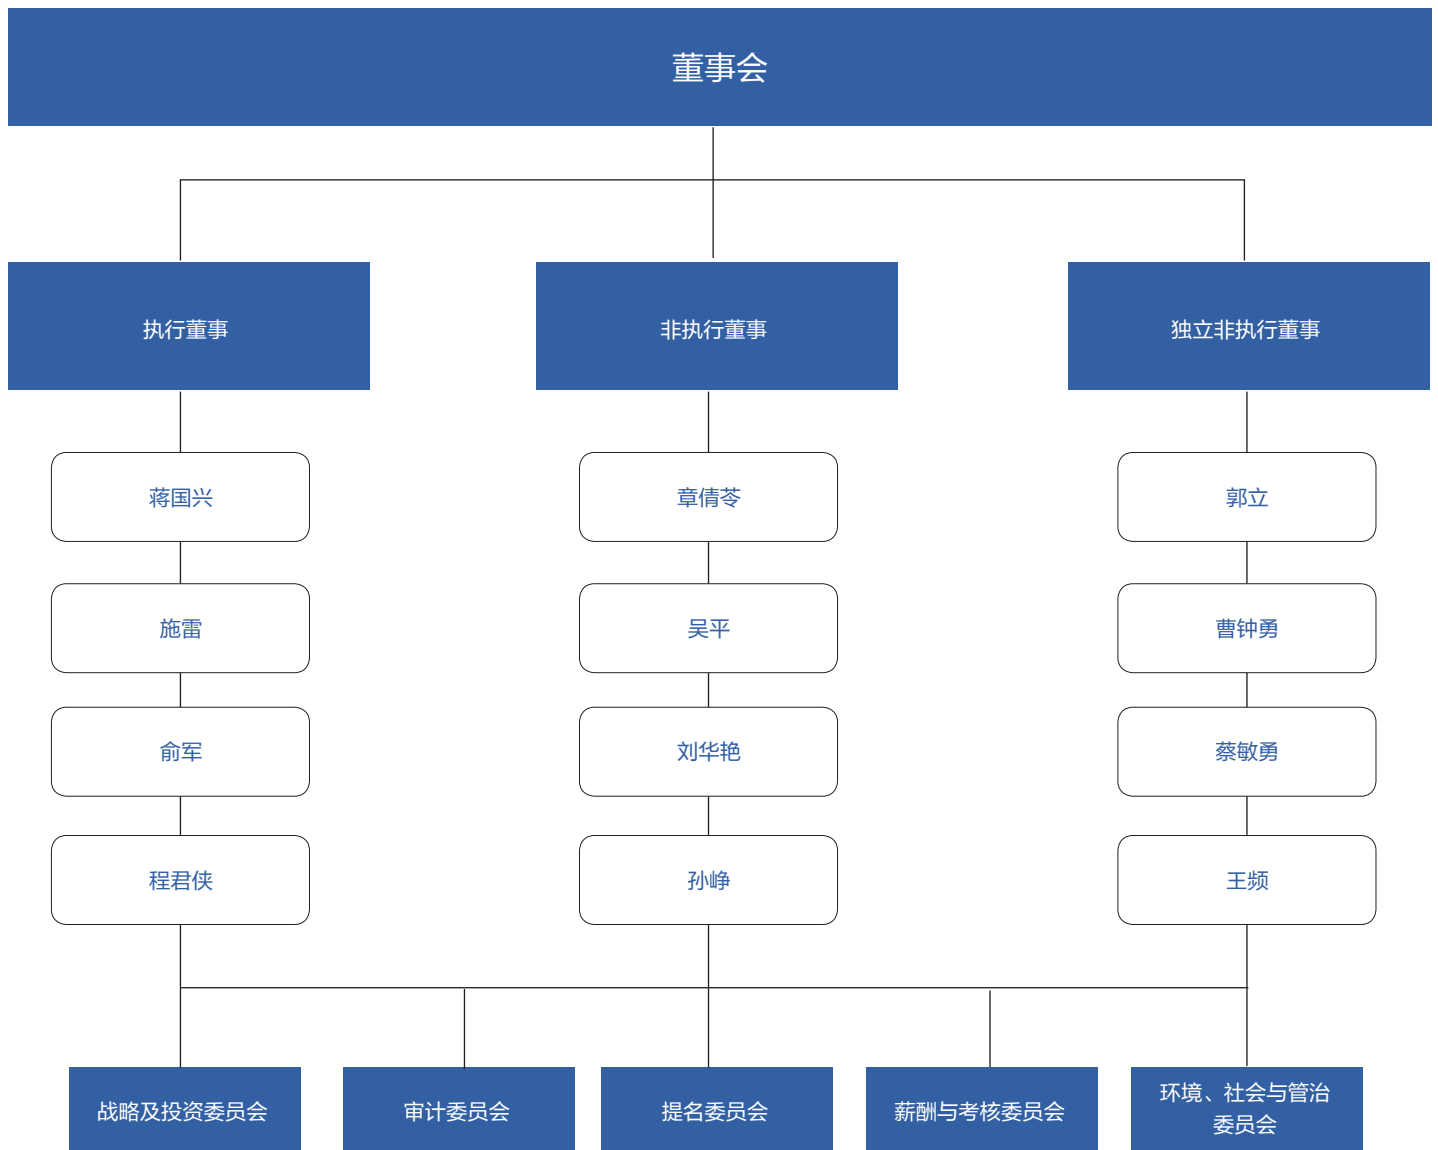 董事会
执行董事
非执行董事
独立非执行董事
蒋国兴
章倩苓
郭立
施雷
吴平
曹钟勇
俞军
刘华艳
蔡敏勇
程君侠
孙峥
王频
战略及投资委员会
审计委员会
提名委员会
薪酬与考核委员会
环境、社会与管治
委员会